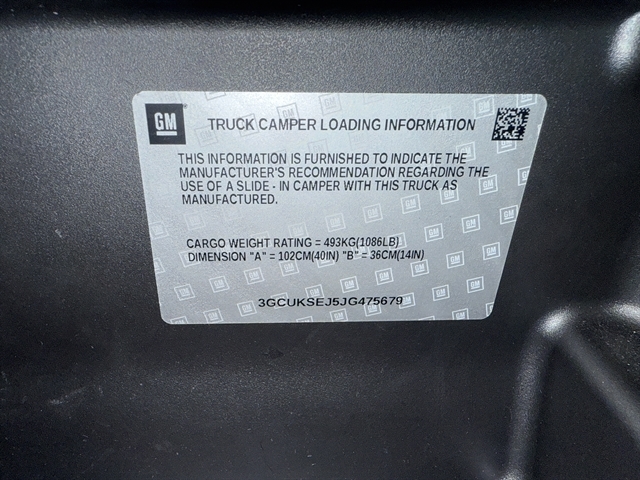 GM
TRUCK CAMPER LOADING INFORMATION
THIS INFORMATION IS FURNISHED TO INDICATE THE
MANUFACTURER'S RECOMMENDATION REGARDING THE
USE OF A SLIDE - IN CAMPER WITH THIS TRUCK AS
MANUFACTURED.
CARGO WEIGHT RATING = 493KG(1086LB)
DIMENSION "A" = 102CM(40IN) "B" = 36CM(14IN)
3GCUKSEJ5JG475679